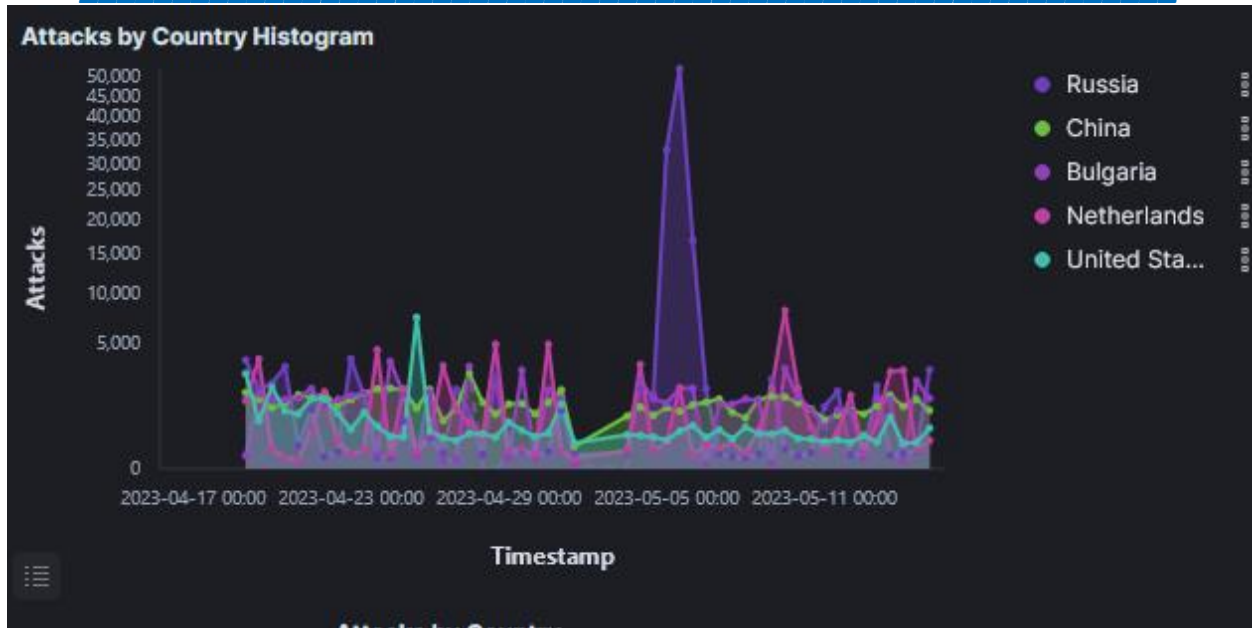 Attacks by Country Histogram
50,000
45,000
40,000
35,000
30,000
25,000
20,000
15,000
10,000
5,000
0
Attacks
2023-04-17 00:00 2023-04-23 00:00 2023-04-29 00:00 2023-05-05 00:00 2023-05-11 00:00
Timestamp
Russia
China
Bulgaria
Netherlands
United Sta...